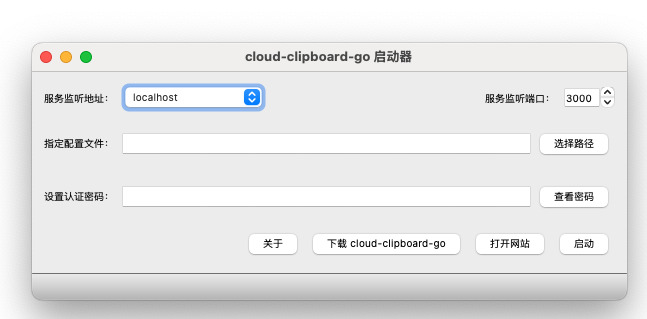 cloud-clipboard-go 启动器
服务监听地址： localhost 服务监听端口： 3000
指定配置文件： 选择路径
设置认证密码： 查看密码
关于 下载 cloud-clipboard-go 打开网站 启动